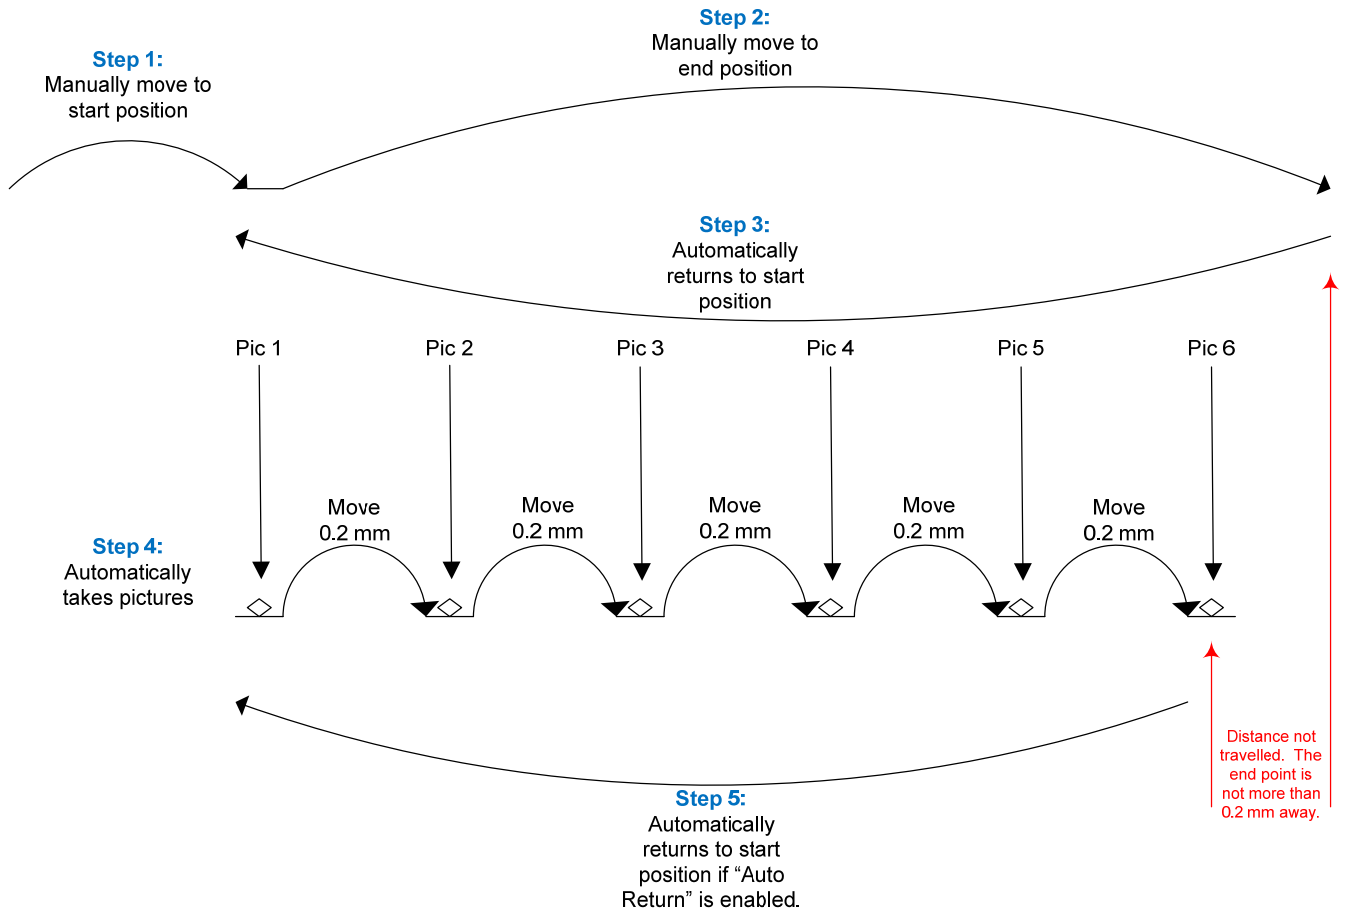 Step 1:
Manually move to
start position
Step 2:
Manually move to
end position
Step 3:
Automatically
returns to start
position
Pic 1
Pic 2
Pic 3
Pic 4
Pic 5
Pic 6
Step 4:
Automatically
takes pictures
Move
0.2 mm
Move
0.2 mm
Move
0.2 mm
Move
0.2 mm
Move
0.2 mm
Distance not
travelled.  The
end point is
not more than
0.2 mm away.
Step 5:
Automatically
returns to start
position if “Auto
Return” is enabled.